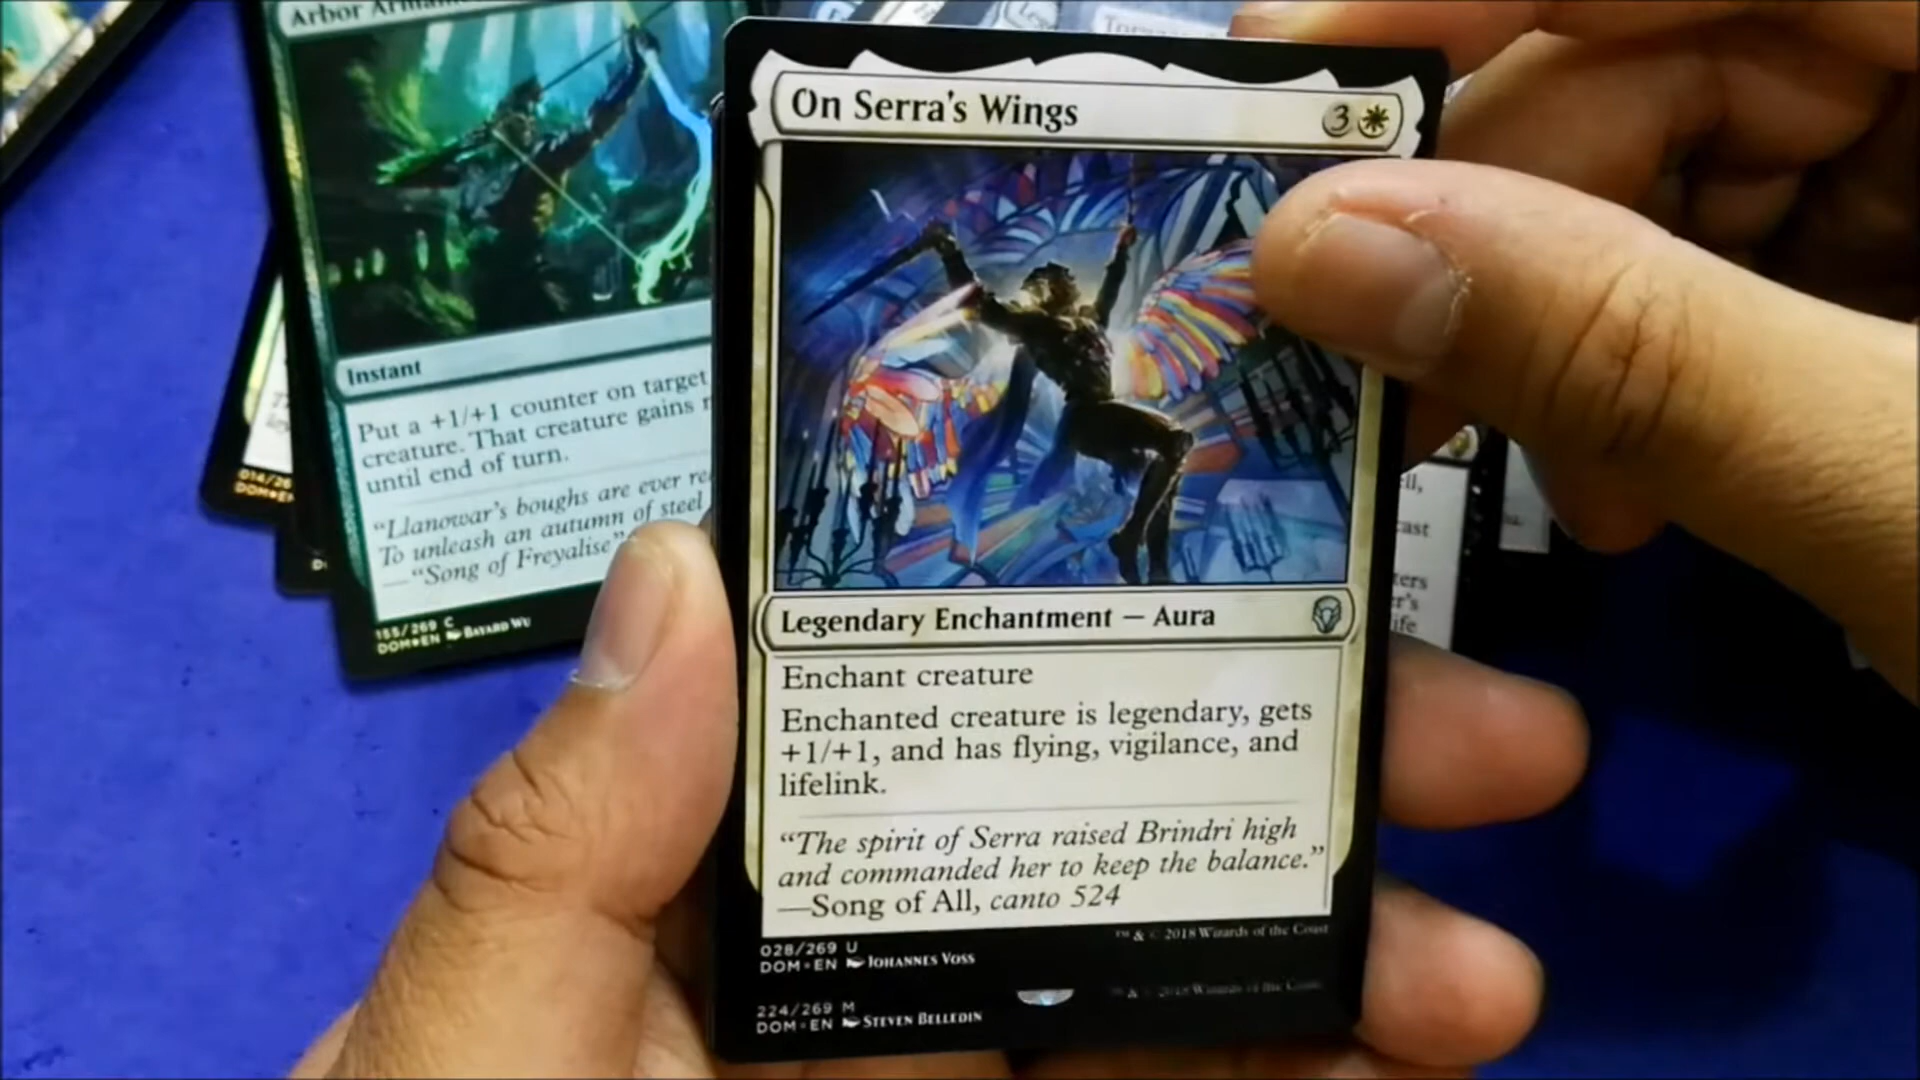 Arbor
Instant
Put a +1/+1 counter on target
creature. That creature gains
until end of turn.
"Llanowar's boughs are ever
To unleash an autumn of steel
—"Song of Freyalise"
155/269 C
DOM★EN Bayard Wu
014/26
DOM★EN
On Serra's Wings
3
Legendary Enchantment — Aura
Enchant creature
Enchanted creature is legendary, gets
+1/+1, and has flying, vigilance, and
lifelink.
"The spirit of Serra raised Brindri high
and commanded her to keep the balance."
—Song of All, canto 524
028/269 U
DOM•EN Johannes Voss
™ & © 2018 Wizards of the Coast
224/269 M
DOM•EN Steven Belledin